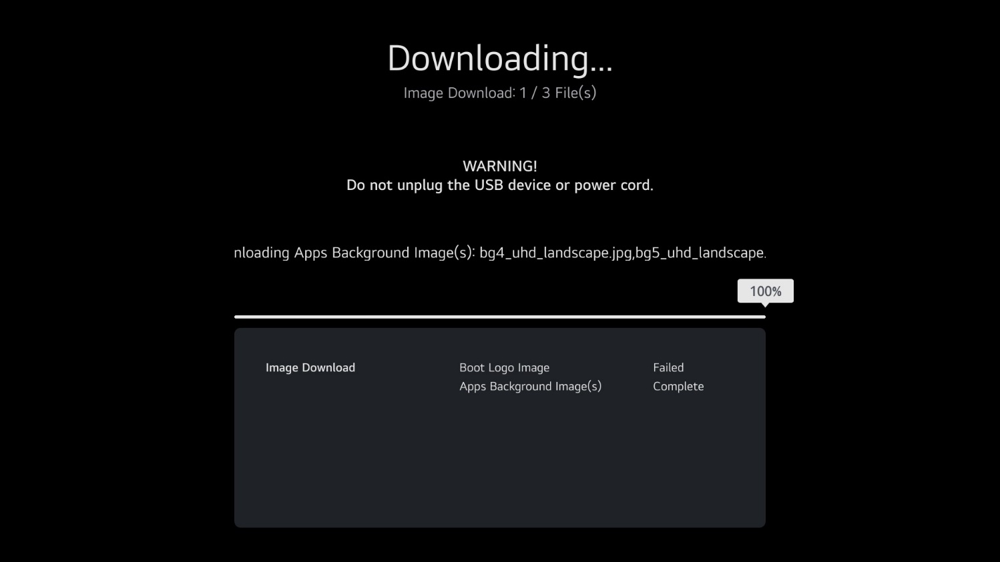 Downloading...
Image Download: 1 / 3 File(s)
WARNING!
Do not unplug the USB device or power cord.
nloading Apps Background Image(s): bg4_uhd_landscape.jpg,bg5_uhd_landscape.
100%
Image Download Boot Logo Image Failed
Apps Background Image(s) Complete